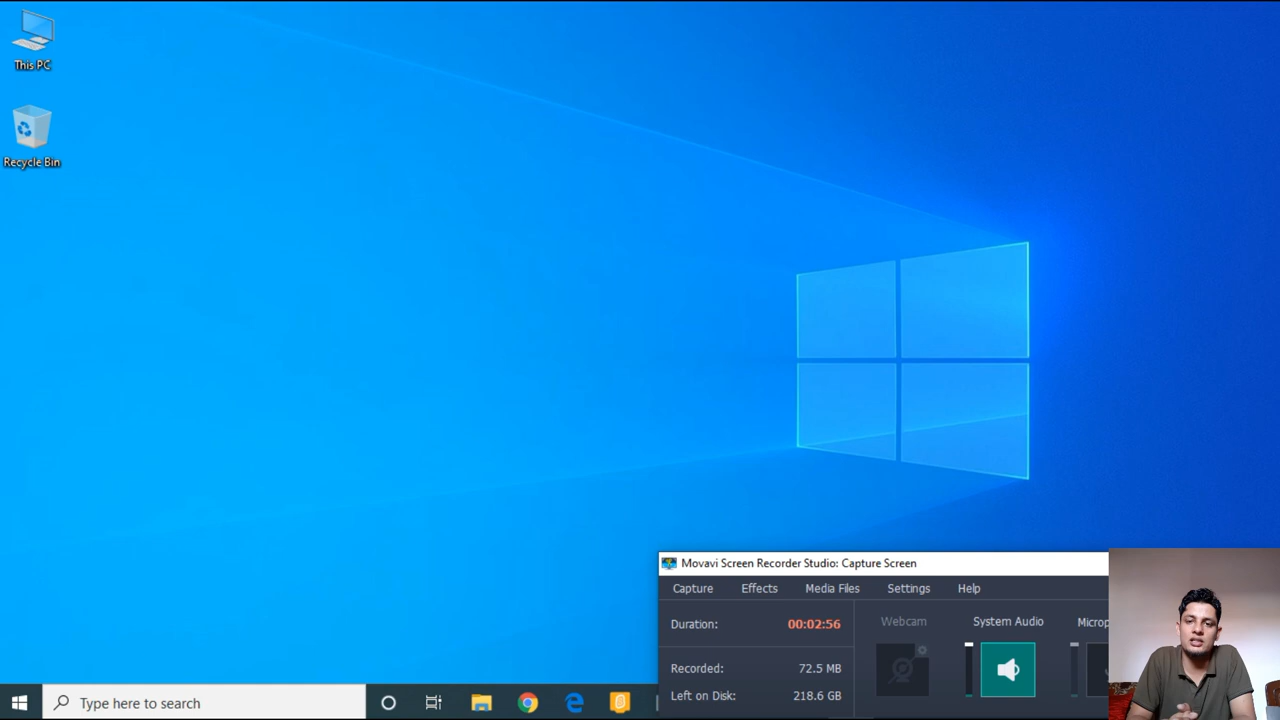 This PC
Recycle Bin
Movavi Screen Recorder Studio: Capture Screen
Capture Effects Media Files Settings Help
Duration: 00:02:56
Recorded: 72.5 MB
Left on Disk: 218.6 GB
Webcam System Audio
Type here to search